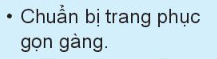 • Chuẩn bị trang phục
gọn gàng.